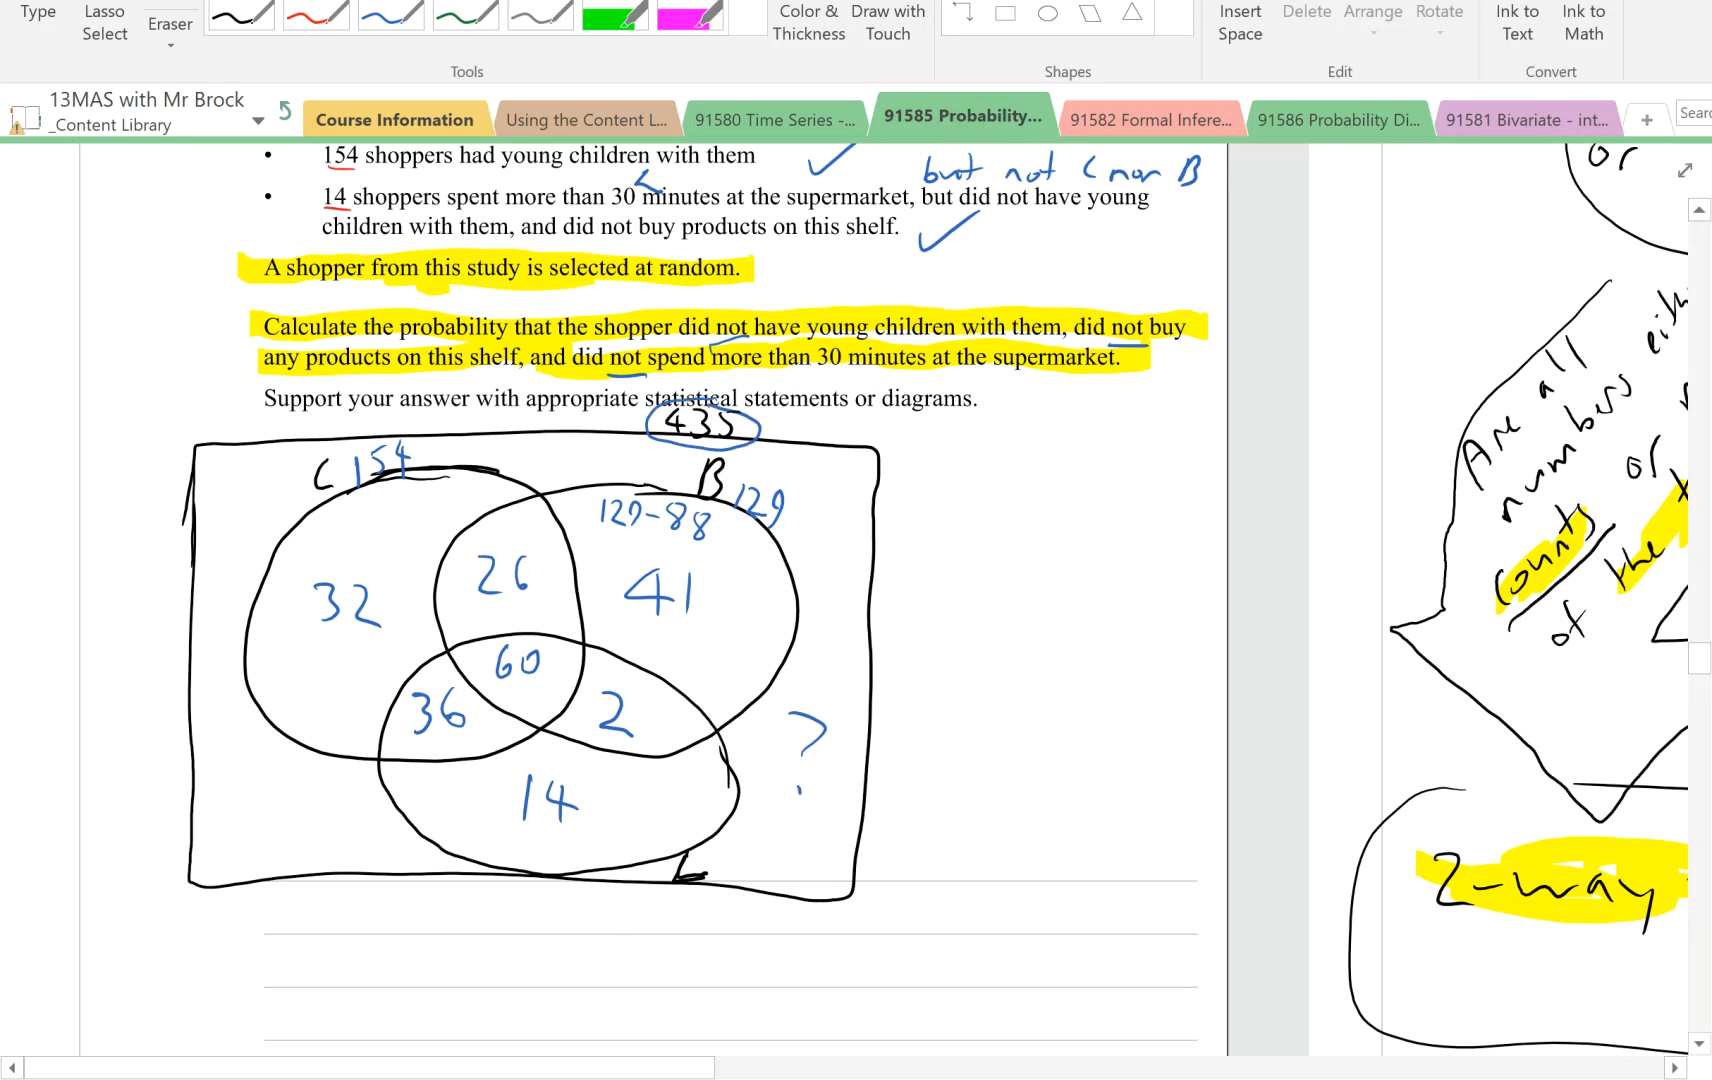 Type
Lasso
Select
Eraser
Color &
Thickness
Draw with
Touch
Insert
Space
Delete
Arrange
Rotate
Ink to
Text
Ink to
Math
Tools
Shapes
Edit
Convert
13MAS with Mr Brock
_Content Library
Course Information
Using the Content L...
91580 Time Series -...
91585 Probability...
91582 Formal Infere...
91586 Probability Di...
91581 Bivariate - int...
+
Sear
• 154 shoppers had young children with them
but not C nor B
L
• 14 shoppers spent more than 30 minutes at the supermarket, but did not have young
children with them, and did not buy products on this shelf.
A shopper from this study is selected at random.
Calculate the probability that the shopper did not have young children with them, did not buy
any products on this shelf, and did not spend more than 30 minutes at the supermarket.
Support your answer with appropriate statistical statements or diagrams.
435
C 154
B 129
129-88
32
26
41
60
36
2
14
?
L
or
Are all
numbers
or
counts
of the
2-way